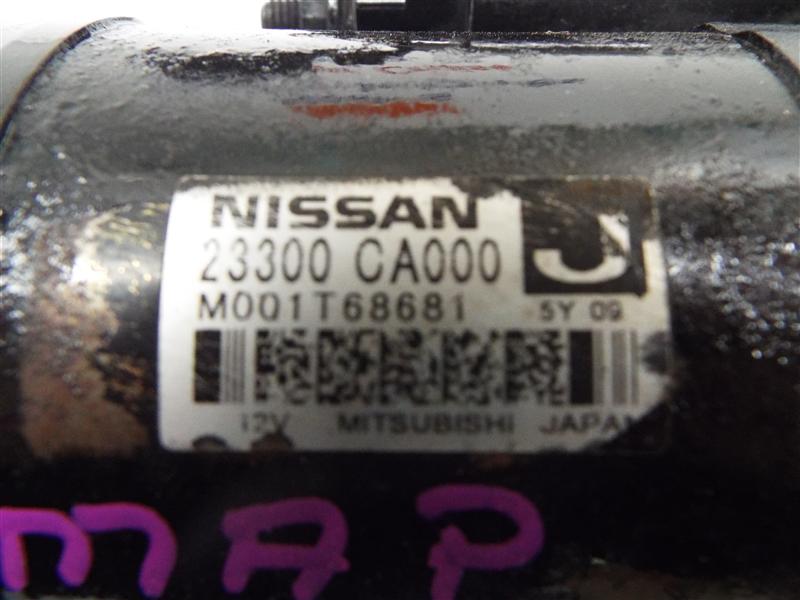 NISSAN
23300 CA000 J
M001T68681 5Y 09
12V MITSUBISHI JAPAN
MAP